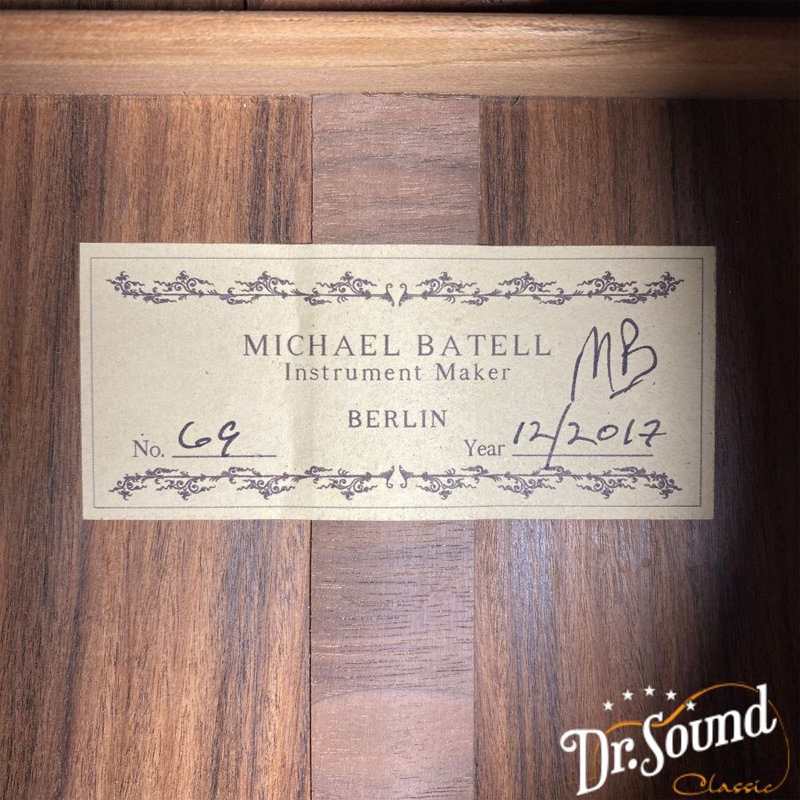 MICHAEL BATELL
Instrument Maker
MB
BERLIN
No. 69
Year 12/2017
Dr. Sound
Classic